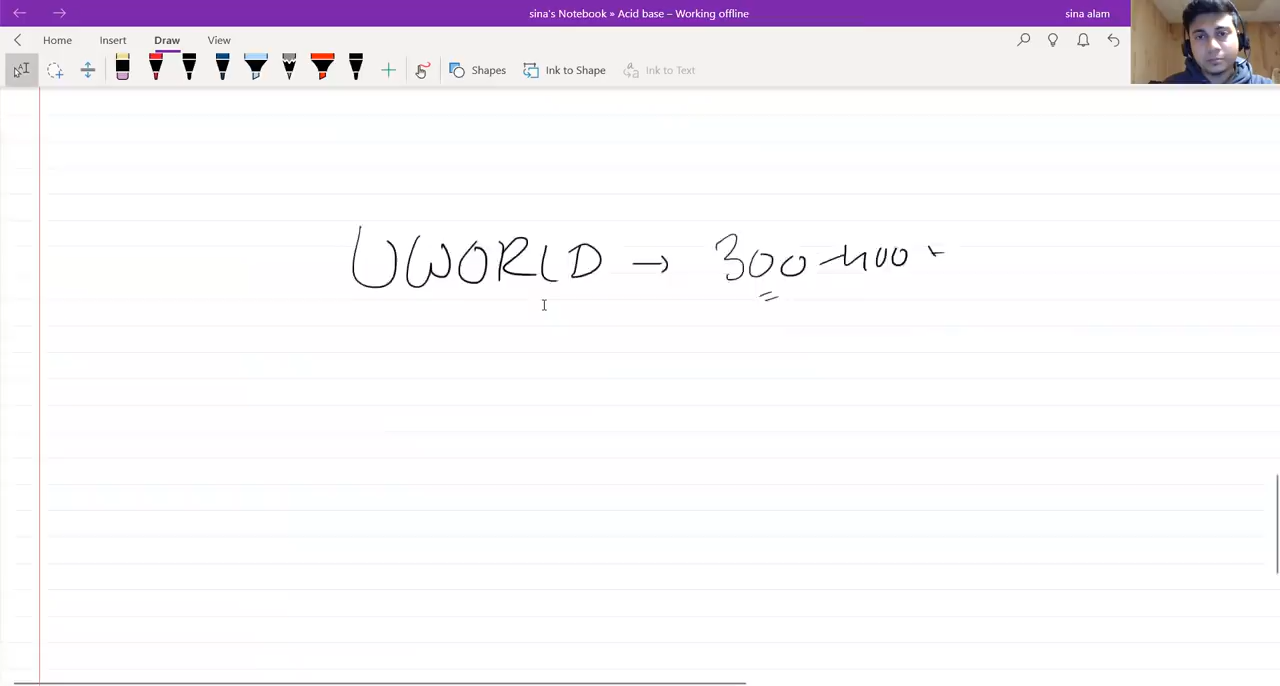 sina's Notebook » Acid base – Working offline
sina alam
Home Insert Draw View
Shapes Ink to Shape Ink to Text
UWORLD → 300~400+